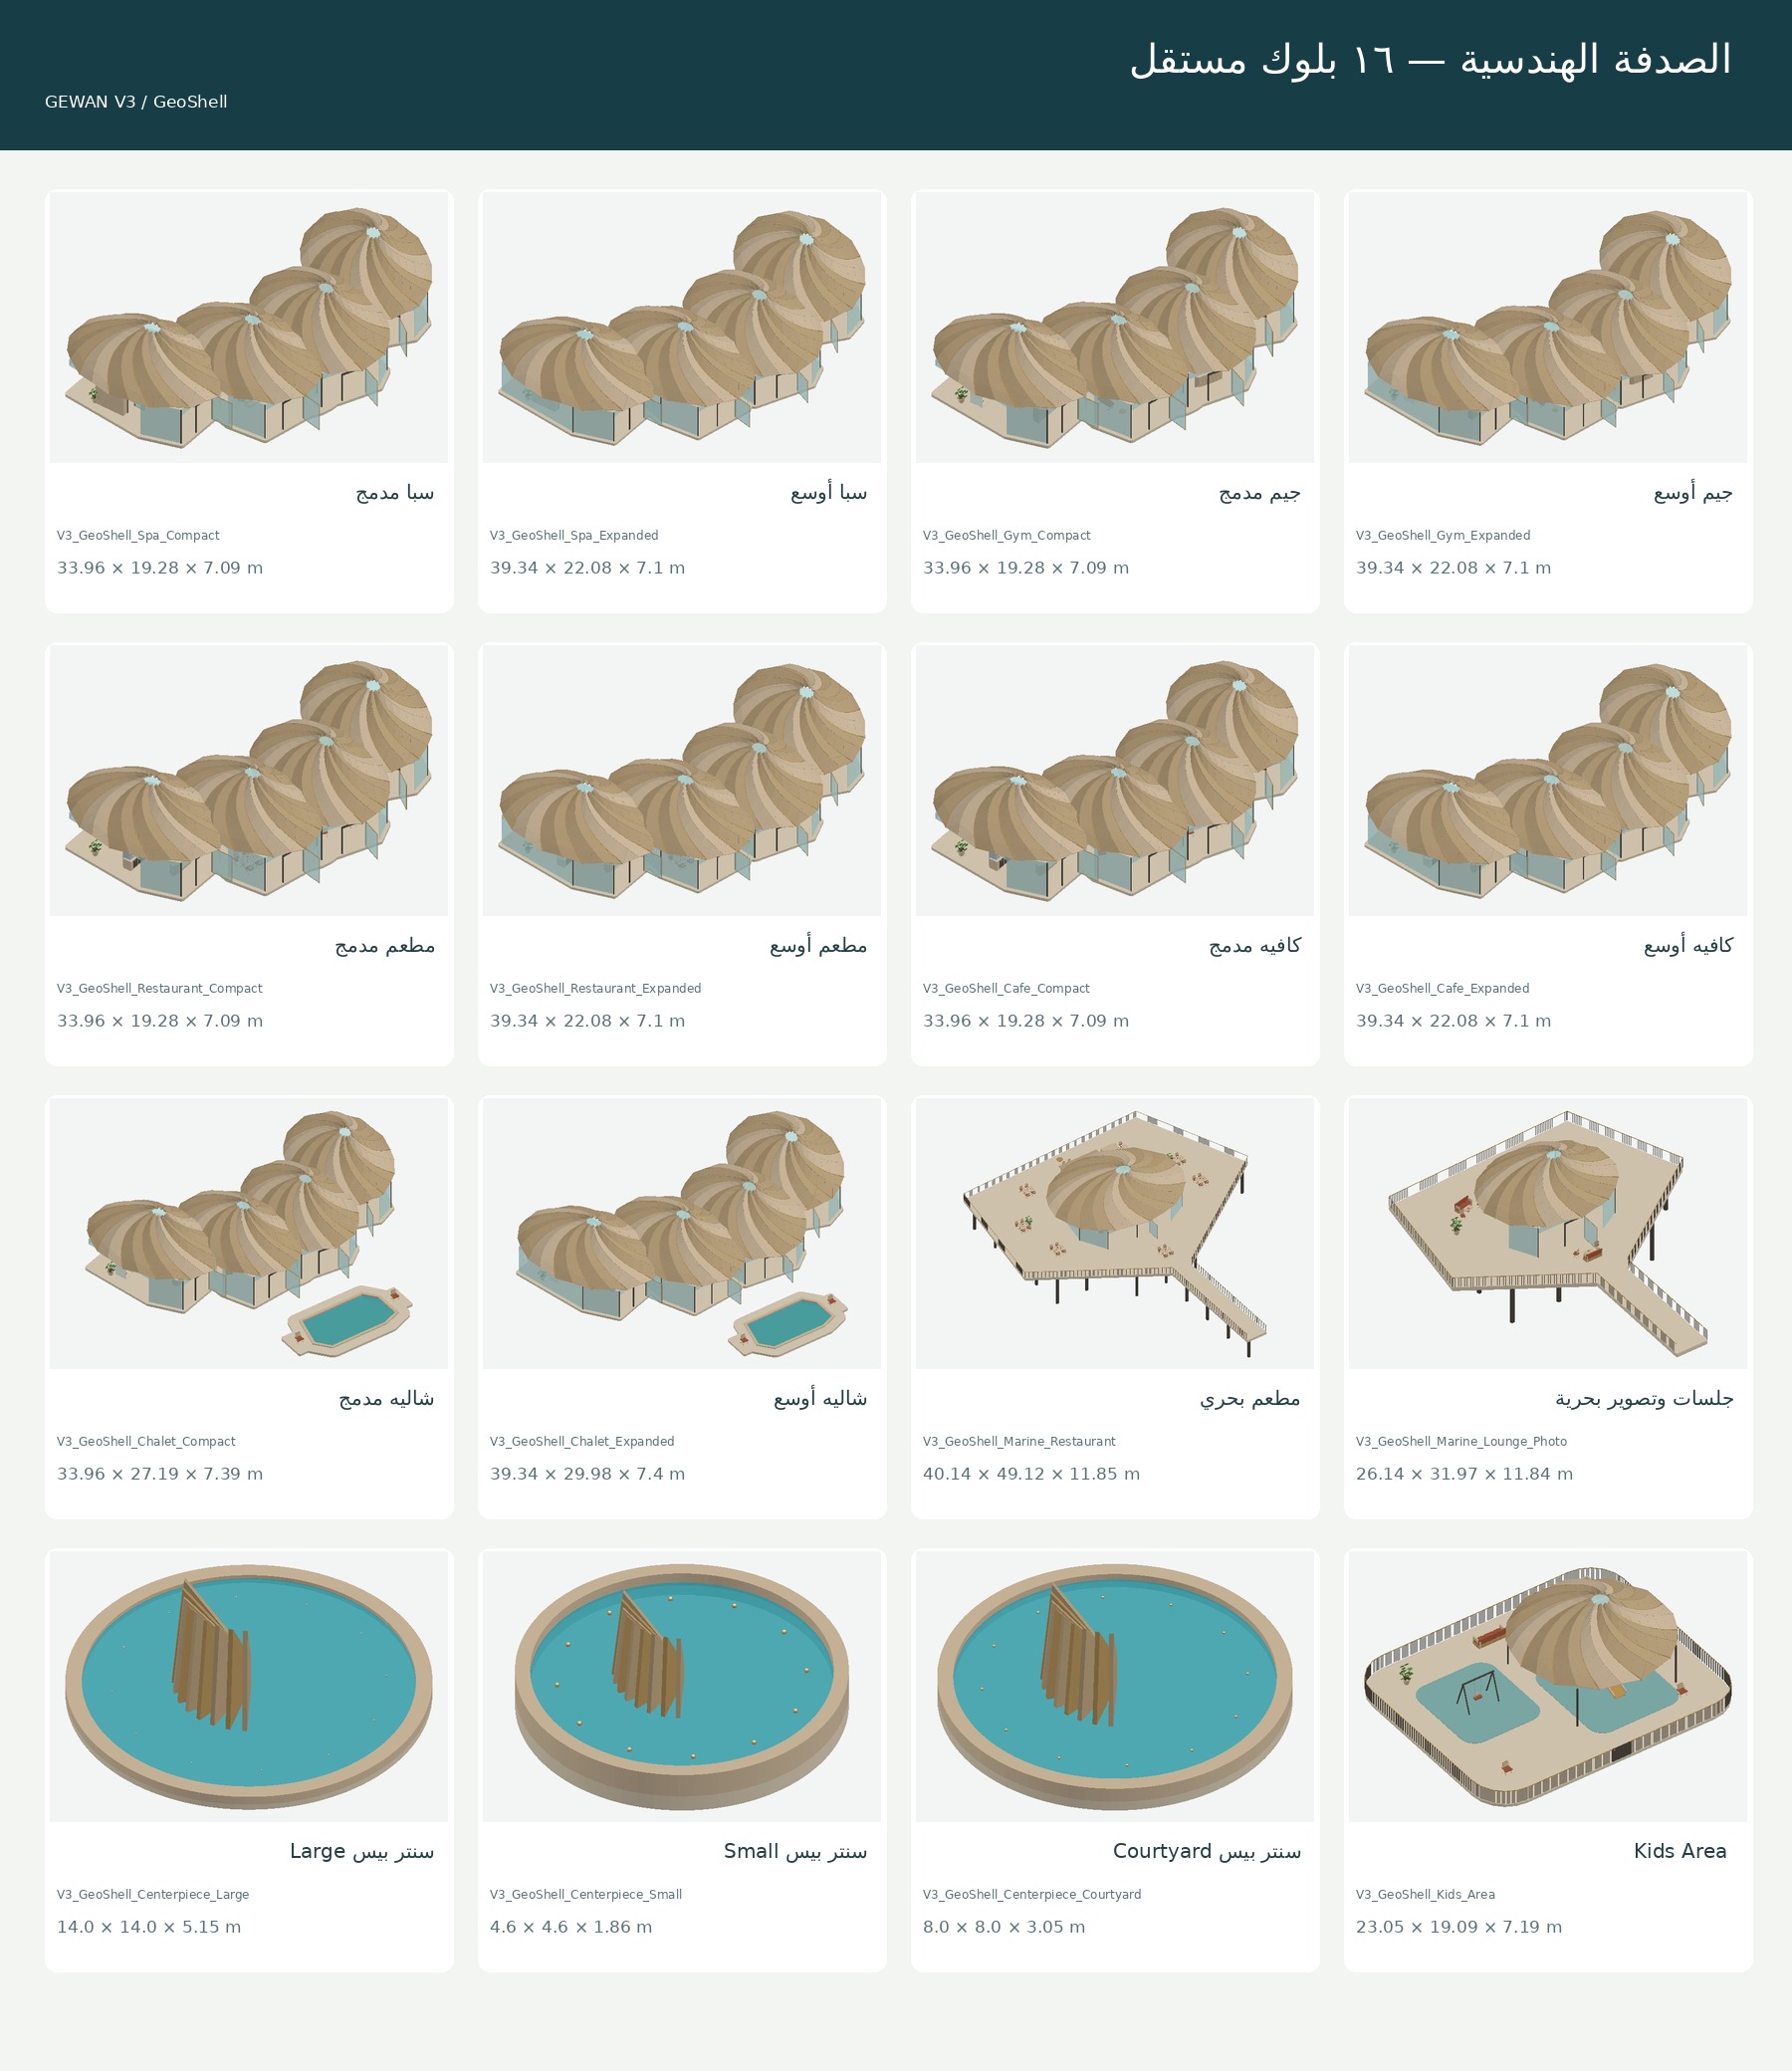 الصدفة الهندسية — ١٦ بلوك مستقل
GEWAN V3 / GeoShell
سبا مدمج
V3_GeoShell_Spa_Compact
33.96 × 19.28 × 7.09 m
سبا أوسع
V3_GeoShell_Spa_Expanded
39.34 × 22.08 × 7.1 m
جيم مدمج
V3_GeoShell_Gym_Compact
33.96 × 19.28 × 7.09 m
جيم أوسع
V3_GeoShell_Gym_Expanded
39.34 × 22.08 × 7.1 m
مطعم مدمج
V3_GeoShell_Restaurant_Compact
33.96 × 19.28 × 7.09 m
مطعم أوسع
V3_GeoShell_Restaurant_Expanded
39.34 × 22.08 × 7.1 m
كافيه مدمج
V3_GeoShell_Cafe_Compact
33.96 × 19.28 × 7.09 m
كافيه أوسع
V3_GeoShell_Cafe_Expanded
39.34 × 22.08 × 7.1 m
شاليه مدمج
V3_GeoShell_Chalet_Compact
33.96 × 27.19 × 7.39 m
شاليه أوسع
V3_GeoShell_Chalet_Expanded
39.34 × 29.98 × 7.4 m
مطعم بحري
V3_GeoShell_Marine_Restaurant
40.14 × 49.12 × 11.85 m
جلسات وتصوير بحرية
V3_GeoShell_Marine_Lounge_Photo
26.14 × 31.97 × 11.84 m
سنتر بيس Large
V3_GeoShell_Centerpiece_Large
14.0 × 14.0 × 5.15 m
سنتر بيس Small
V3_GeoShell_Centerpiece_Small
4.6 × 4.6 × 1.86 m
سنتر بيس Courtyard
V3_GeoShell_Centerpiece_Courtyard
8.0 × 8.0 × 3.05 m
Kids Area
V3_GeoShell_Kids_Area
23.05 × 19.09 × 7.19 m